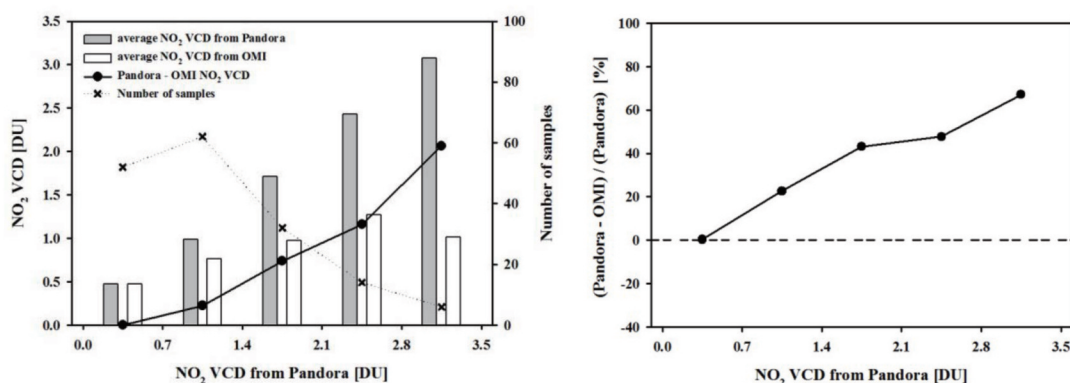 3.5
3.0
2.5
2.0
1.5
1.0
0.5
0.0
NO₂ VCD [DU]
average NO₂ VCD from Pandora
average NO₂ VCD from OMI
Pandora - OMI NO₂ VCD
Number of samples
100
80
60
40
20
0
Number of samples
0.0 0.7 1.4 2.1 2.8 3.5
NO₂ VCD from Pandora [DU]
100
80
60
40
20
0
-20
-40
(Pandora - OMI) / (Pandora) [%]
0.0 0.7 1.4 2.1 2.8 3.5
NO₂ VCD from Pandora [DU]